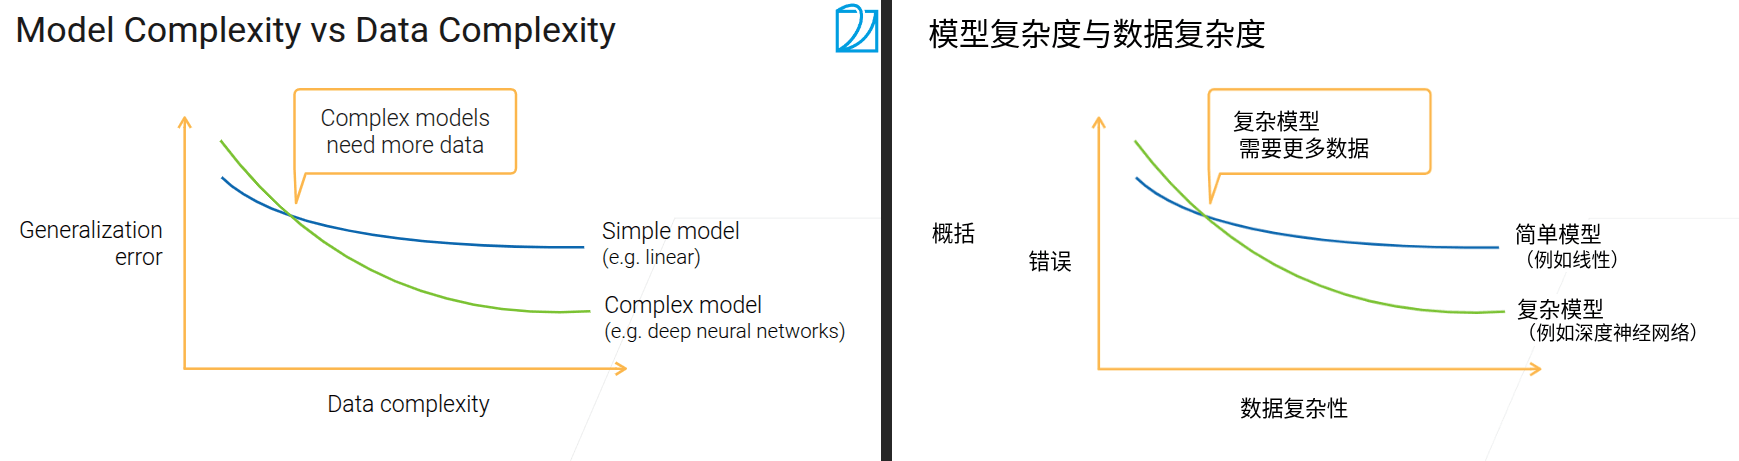 Model Complexity vs Data Complexity
Complex models
need more data
Generalization
error
Simple model
(e.g. linear)
Complex model
(e.g. deep neural networks)
Data complexity
模型复杂度与数据复杂度
复杂模型
需要更多数据
概括
错误
简单模型
（例如线性）
复杂模型
（例如深度神经网络）
数据复杂性